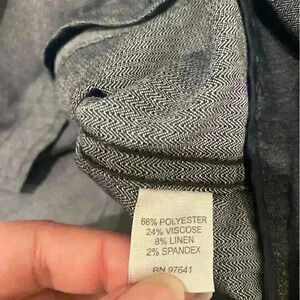 66% POLYESTER
24% VISCOSE
8% LINEN
2% SPANDEX
RN 97641